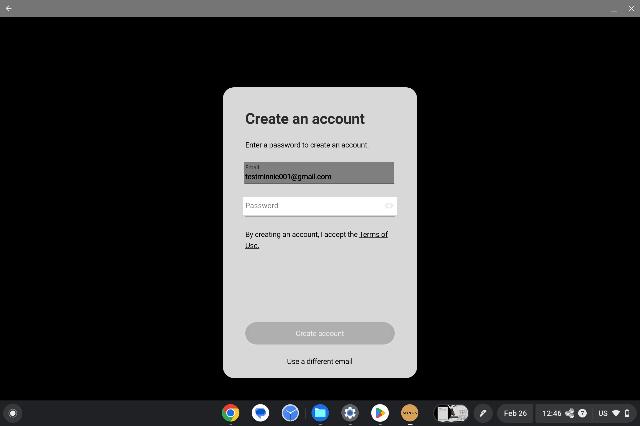 Create an account
Enter a password to create an account.
Email
testminnie001@gmail.com
Password
By creating an account, I accept the Terms of
Use.
Create account
Use a different email
Feb 26
12:46
US